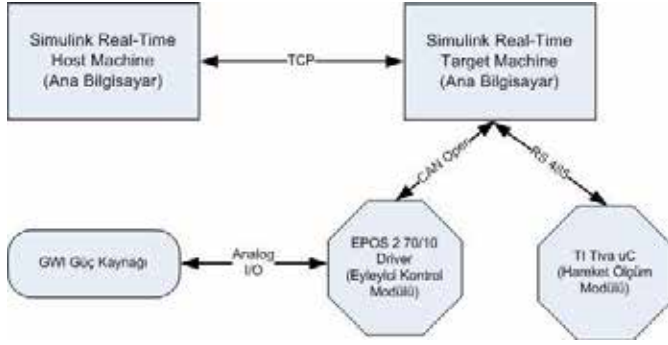 Simulink Real-Time
Host Machine
(Ana Bilgisayar)
TCP
Simulink Real-Time
Target Machine
(Ana Bilgisayar)
CAN Oper
RS 485
GWI Güç Kaynağı
Analog
I/O
EPOS 2 70/10
Driver
(Eyleyici Kontrol
Modülü)
TI Tiva uC
(Hareket Ölçüm
Modülü)